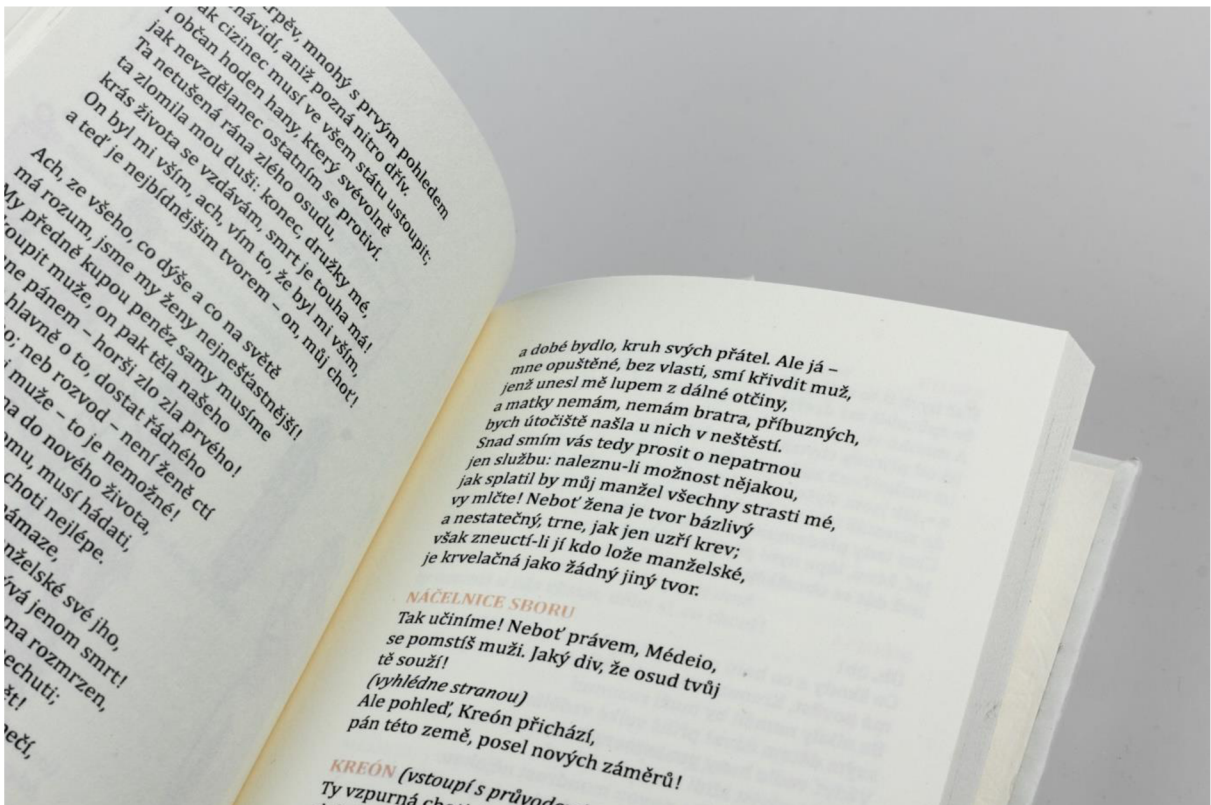 mnohý s prvým pohledem
aniž pozná nitro dřív.
cizinec musí ve všem státu ustoupit;
občan hoden hany, který svévolně
jak nevzdělanec ostatním se protiví.
Ta netušená rána zlého osudu,
ta zlomila mou duši: konec, družky mé,
krás života se vzdávám, smrt je touha má!
On byl mi vším, ach, vím to, že byl mi vším,
a teď je nejbídnějším tvorem – on, můj choť!
Ach, ze všeho, co dýše a co na světě
má rozum, jsme my ženy nejnešťastnější!
My předně kupou peněz samy musíme
muže, on pak těla našeho
pánem – horší zlo zla prvého!
hlavně o to, dostat řádného
neb rozvod – není ženě ctí
muže – to je nemožné!
do nového života,
musí hádati,
choti nejlépe.
své jho,
jenom smrt!
rozmrzen,
a dobé bydlo, kruh svých přátel. Ale já –
mne opuštěné, bez vlasti, smí křivdit muž,
jenž unesl mě lupem z dálné otčiny,
a matky nemám, nemám bratra, příbuzných,
bych útočiště našla u nich v neštěstí.
Snad smím vás tedy prosit o nepatrnou
jen službu: naleznu-li možnost nějakou,
jak splatil by můj manžel všechny strasti mé,
vy mlčte! Neboť žena je tvor bázlivý
a nestatečný, trne, jak jen uzří krev;
však zneuctí-li jí kdo lože manželské,
je krvelačná jako žádný jiný tvor.
NÁČELNICE SBORU
Tak učiníme! Neboť právem, Médeio,
se pomstíš muži. Jaký div, že osud tvůj
tě souží!
(vyhlédne stranou)
Ale pohleď, Kreón přichází,
pán této země, posel nových záměrů!
KREÓN (vstoupí s
Ty vzpurná